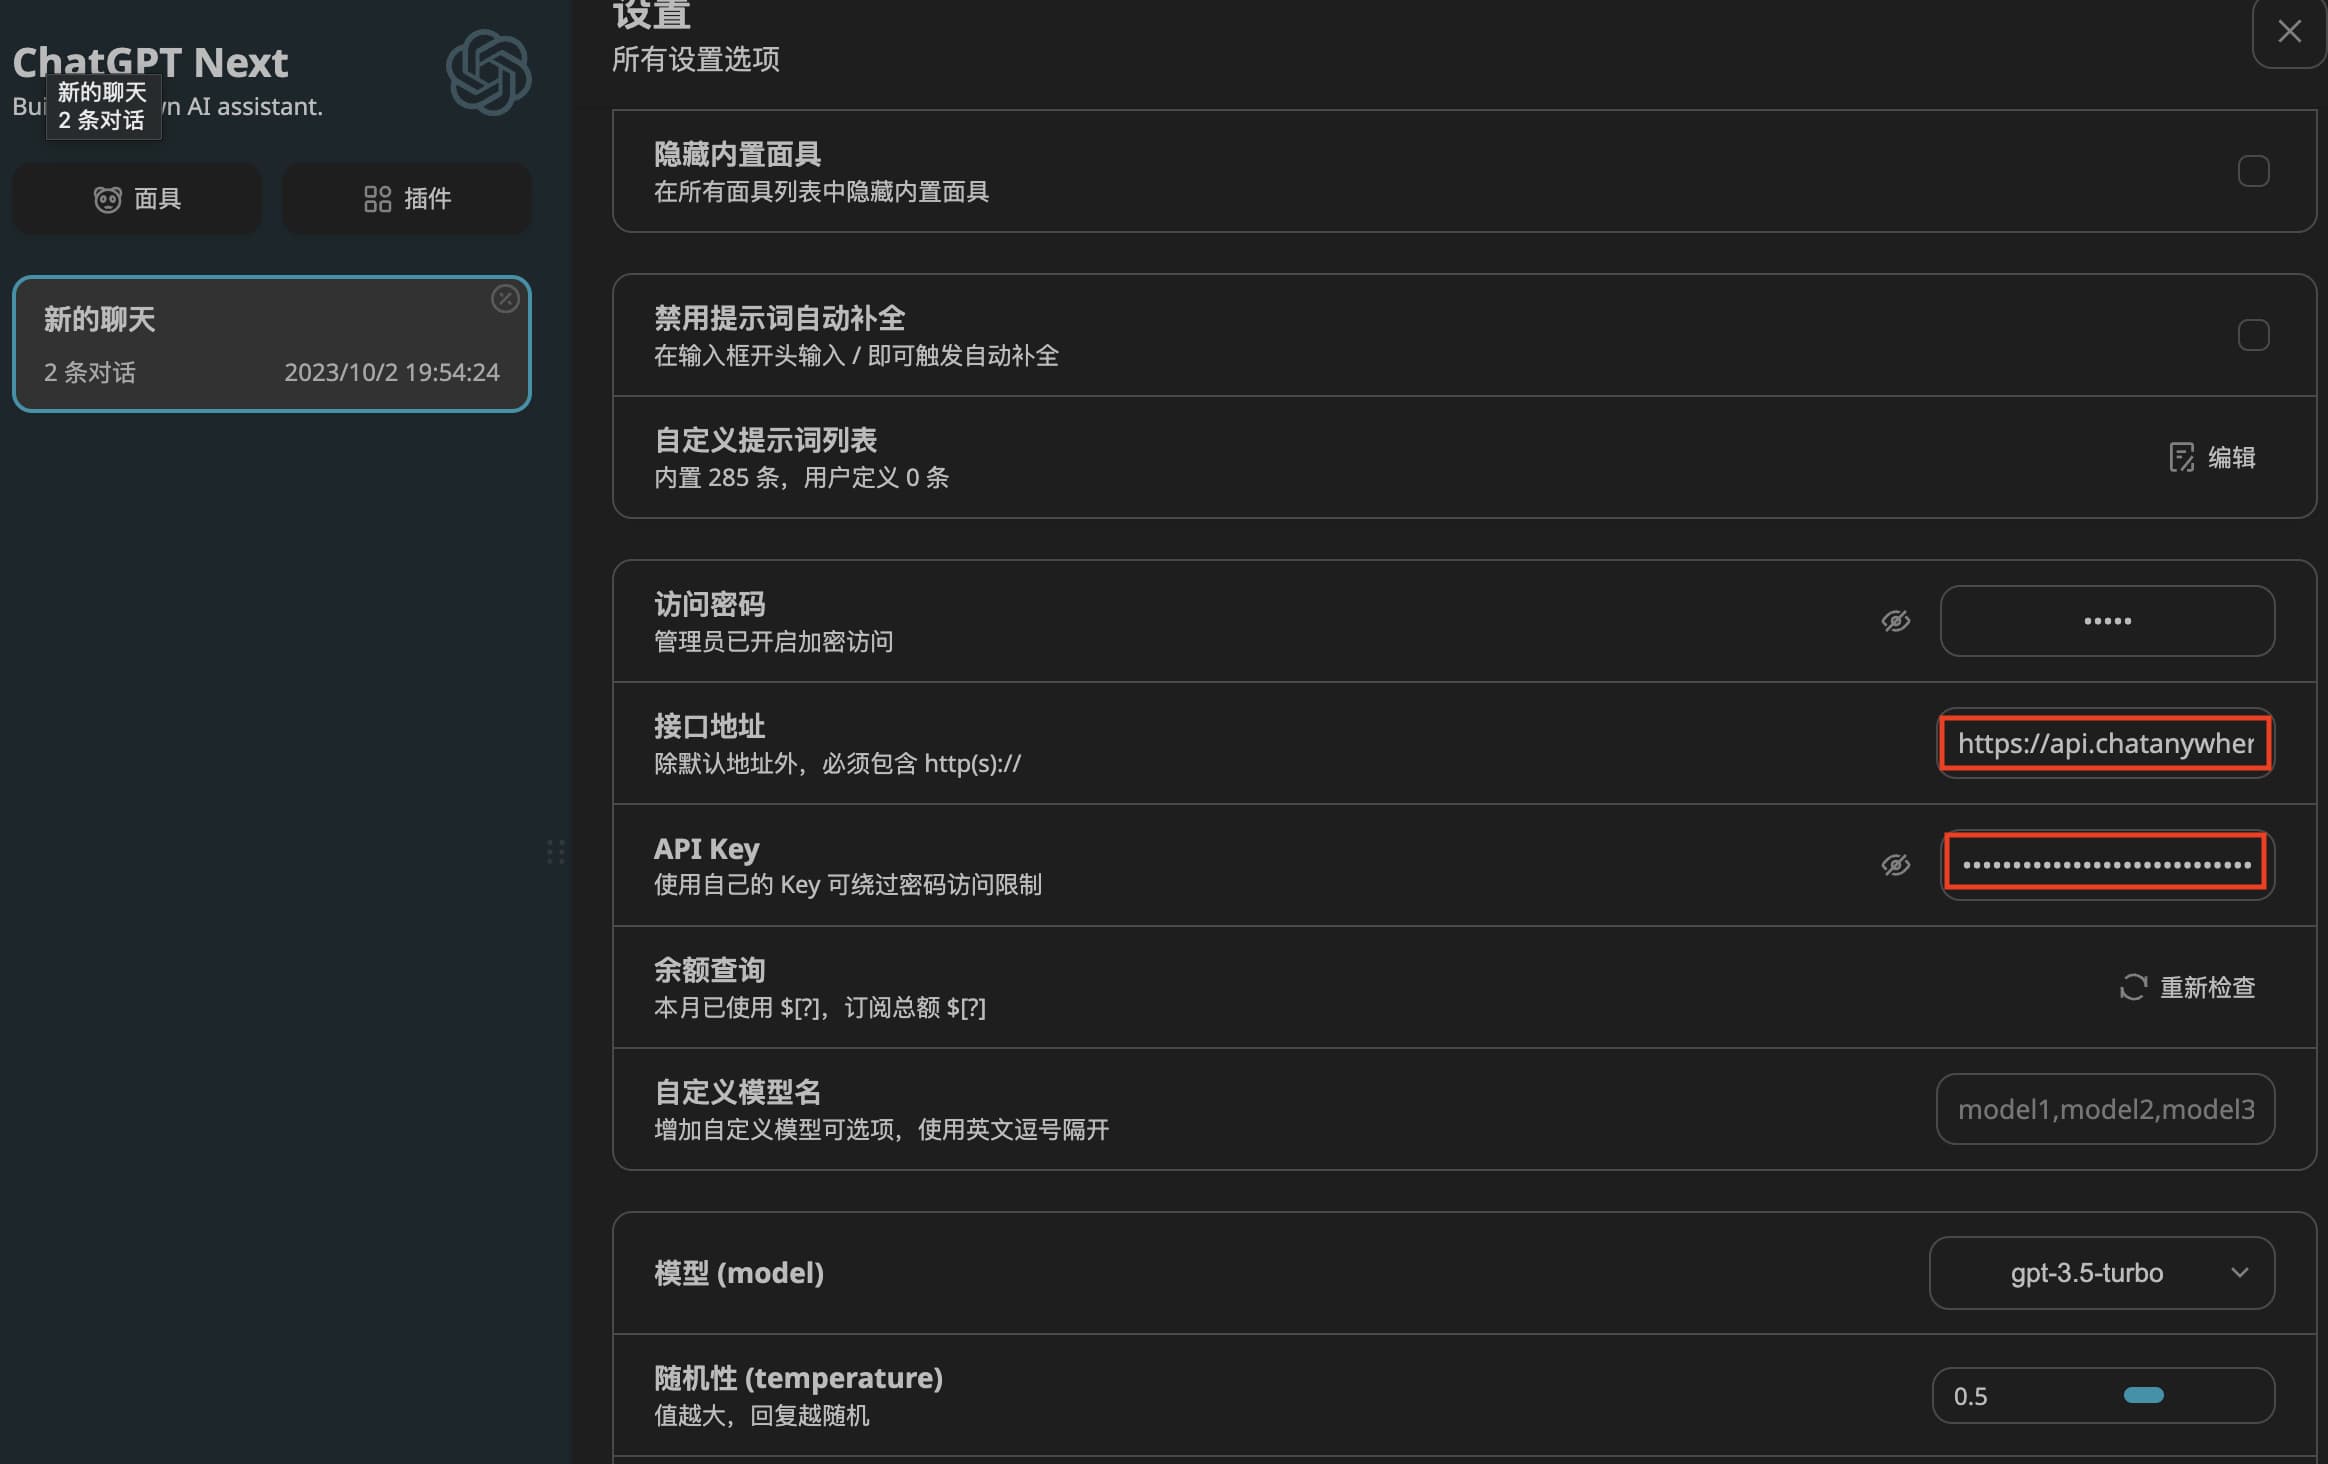 ChatGPT Next
新的聊天
2 条对话
Bui
n AI assistant.
面具
插件
新的聊天
2 条对话
2023/10/2 19:54:24
设置
所有设置选项
隐藏内置面具
在所有面具列表中隐藏内置面具
禁用提示词自动补全
在输入框开头输入 / 即可触发自动补全
自定义提示词列表
内置 285 条，用户定义 0 条
编辑
访问密码
管理员已开启加密访问
•••••
接口地址
除默认地址外，必须包含 http(s)://
https://api.chatanywher
API Key
使用自己的 Key 可绕过密码访问限制
•••••••••••••••••••••••••••••
余额查询
本月已使用 $[?]，订阅总额 $[?]
重新检查
自定义模型名
增加自定义模型可选项，使用英文逗号隔开
model1,model2,model3
模型 (model)
gpt-3.5-turbo
随机性 (temperature)
值越大，回复越随机
0.5